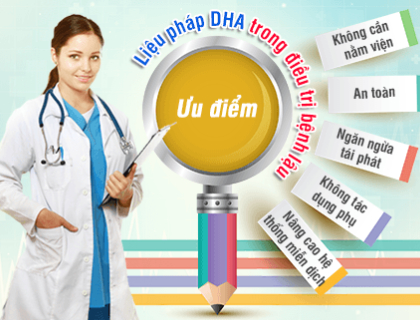 Liệu pháp DHA trong điều trị bệnh lậu
Ưu điểm
Không cần
nằm viện
An toàn
Ngăn ngừa
tái phát
Không tác
dụng phụ
Nâng cao hệ
thống miễn dịch